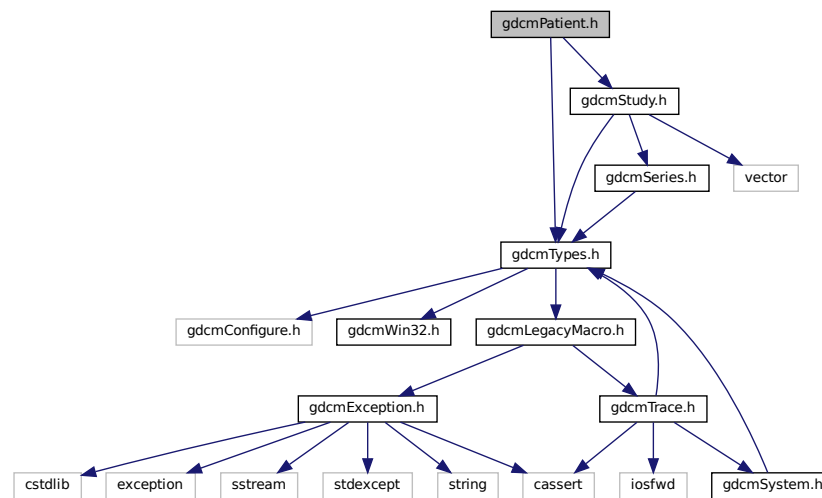 gdcmPatient.h
gdcmStudy.h
gdcmSeries.h
vector
gdcmTypes.h
gdcmConfigure.h
gdcmWin32.h
gdcmLegacyMacro.h
gdcmException.h
gdcmTrace.h
cstdlib
exception
sstream
stdexcept
string
cassert
iosfwd
gdcmSystem.h